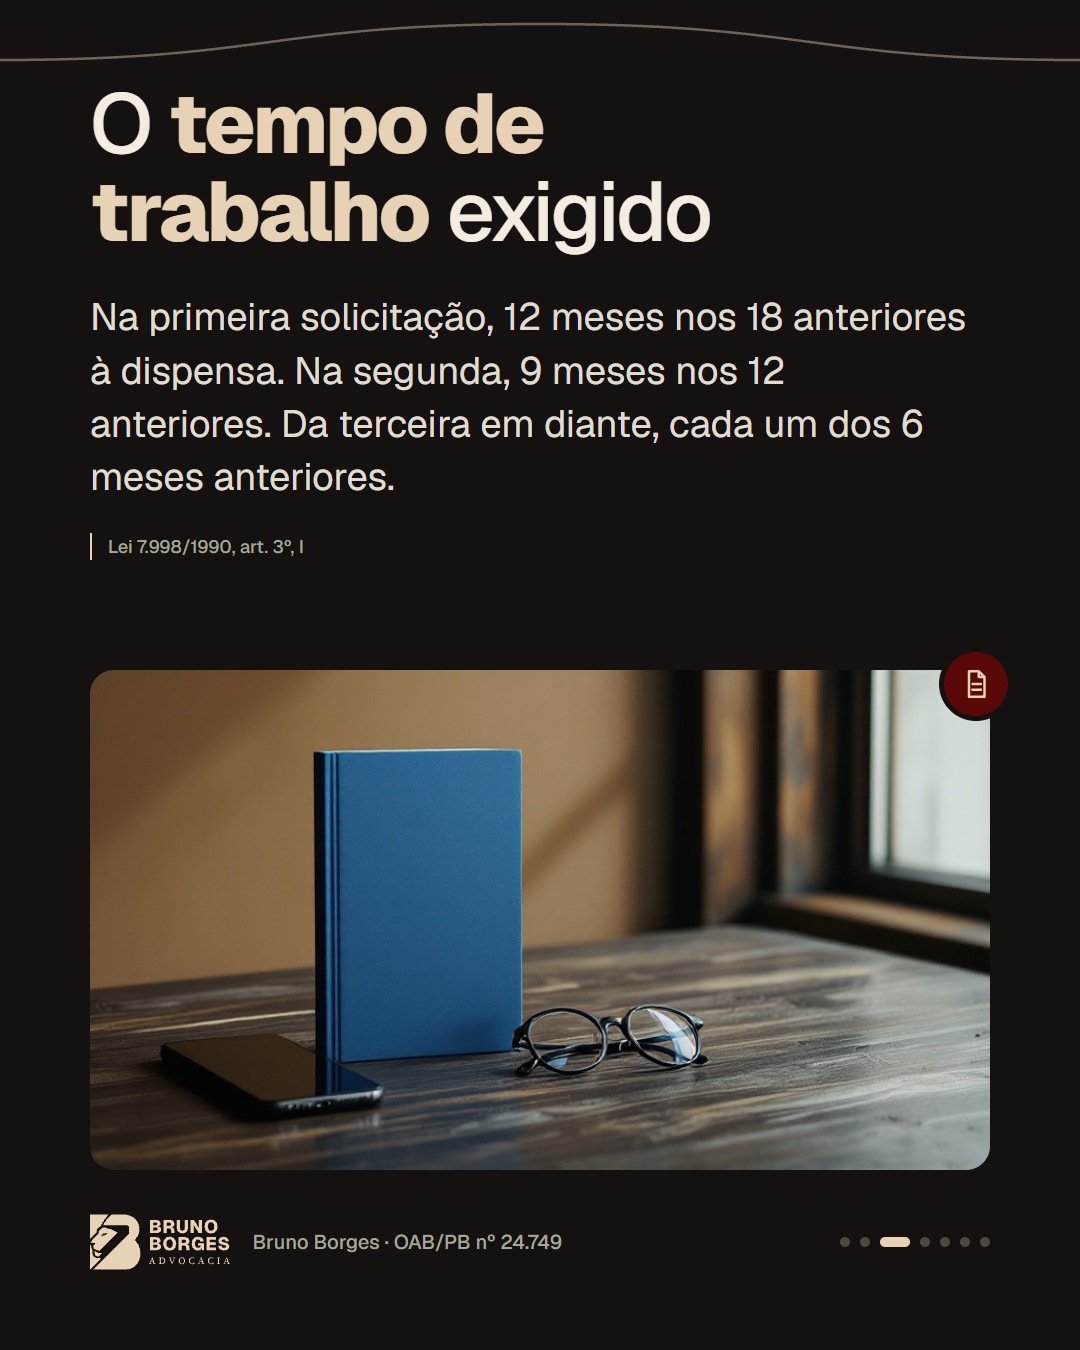 O tempo de
trabalho exigido
Na primeira solicitação, 12 meses nos 18 anteriores
à dispensa. Na segunda, 9 meses nos 12
anteriores. Da terceira em diante, cada um dos 6
meses anteriores.
Lei 7.998/1990, art. 3º, I
BRUNO
BORGES
ADVOCACIA
Bruno Borges · OAB/PB nº 24.749